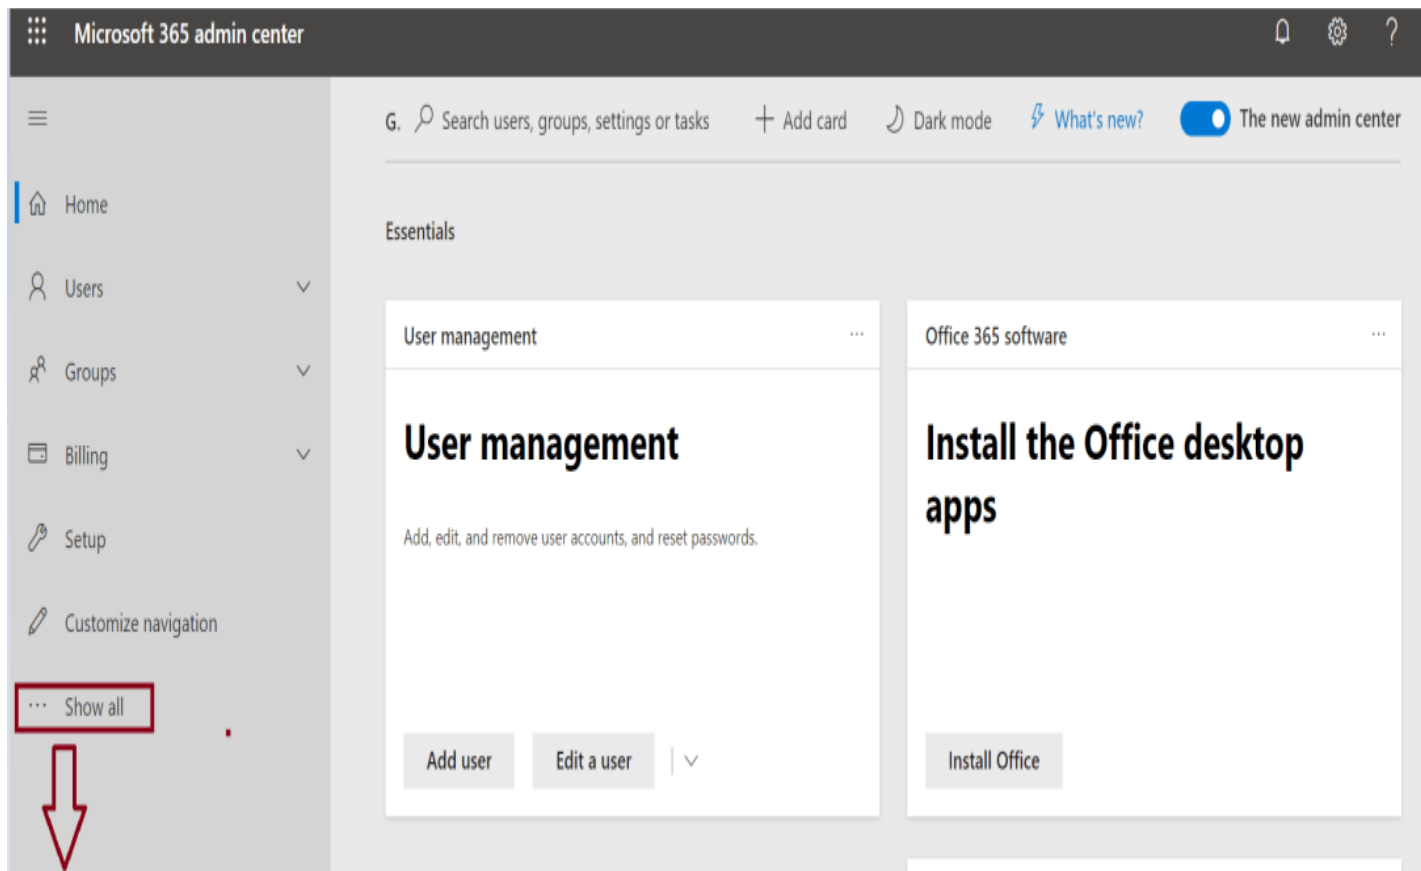 Microsoft 365 admin center
?
G. Search users, groups, settings or tasks
+ Add card
Dark mode
What's new?
The new admin center
Home
Users
Groups
Billing
Setup
Customize navigation
... Show all
Essentials
User management ...
User management
Add, edit, and remove user accounts, and reset passwords.
Add user
Edit a user
Office 365 software ...
Install the Office desktop
apps
Install Office